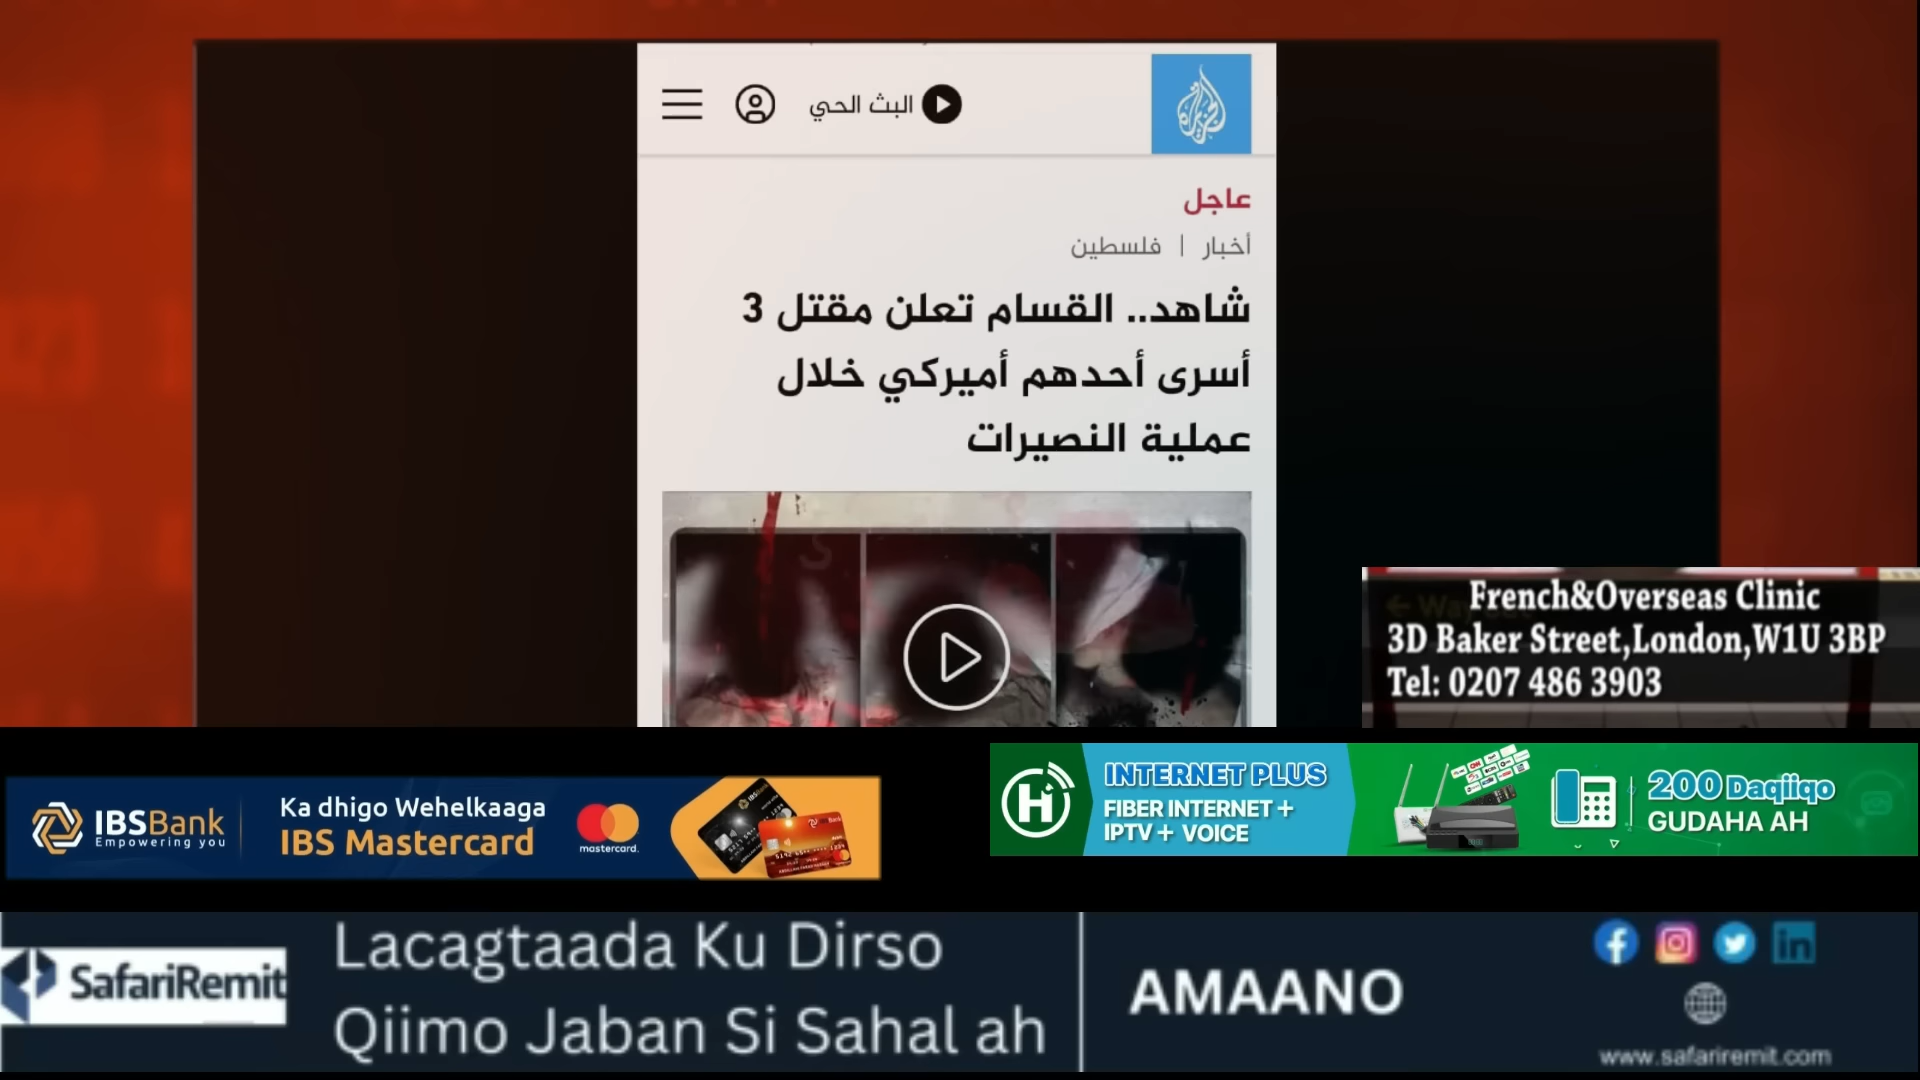 البث الحي
عاجل
أخبار | فلسطين
شاهد.. القسام تعلن مقتل 3
أسرى أحدهم أميركي خلال
عملية النصيرات
French&Overseas Clinic
3D Baker Street,London,W1U 3BP
Tel: 0207 486 3903
IBSBank
Empowering you
Ka dhigo Wehelkaaga
IBS Mastercard
mastercard.
H
INTERNET PLUS
FIBER INTERNET +
IPTV + VOICE
200 Daqiiqo
GUDAHA AH
SafariRemit
Lacagtaada Ku Dirso
Qiimo Jaban Si Sahal ah
AMAANO
www.safariremit.com